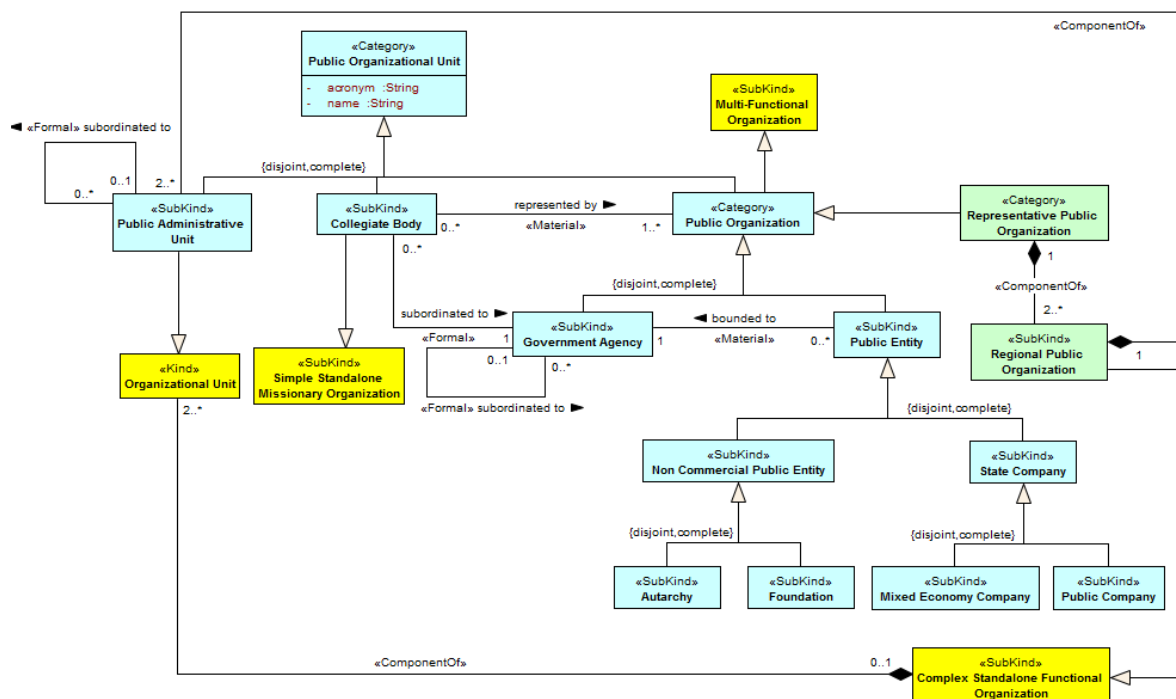 «ComponentOf»
«Category»
Public Organizational Unit
- acronym :String
- name :String
«SubKind»
Multi-Functional
Organization
◄ «Formal» subordinated to
{disjoint,complete}
0..1
0..*
2..*
«SubKind»
Public Administrative
Unit
«SubKind»
Collegiate Body
represented by ►
«Material»
0..*
1..*
«Category»
Public Organization
«Category»
Representative Public
Organization
0..*
1
«ComponentOf»
2..*
{disjoint,complete}
subordinated to ►
«Formal»
1
«SubKind»
Government Agency
◄ bounded to
«Material»
1
0..*
«SubKind»
Public Entity
«SubKind»
Regional Public
Organization
1
0..1
0..*
«Formal» subordinated to ►
«Kind»
Organizational Unit
2..*
«SubKind»
Simple Standalone
Missionary Organization
{disjoint,complete}
«SubKind»
Non Commercial Public Entity
«SubKind»
State Company
{disjoint,complete}
{disjoint,complete}
«SubKind»
Autarchy
«SubKind»
Foundation
«SubKind»
Mixed Economy Company
«SubKind»
Public Company
«ComponentOf»
0..1
«SubKind»
Complex Standalone Functional
Organization